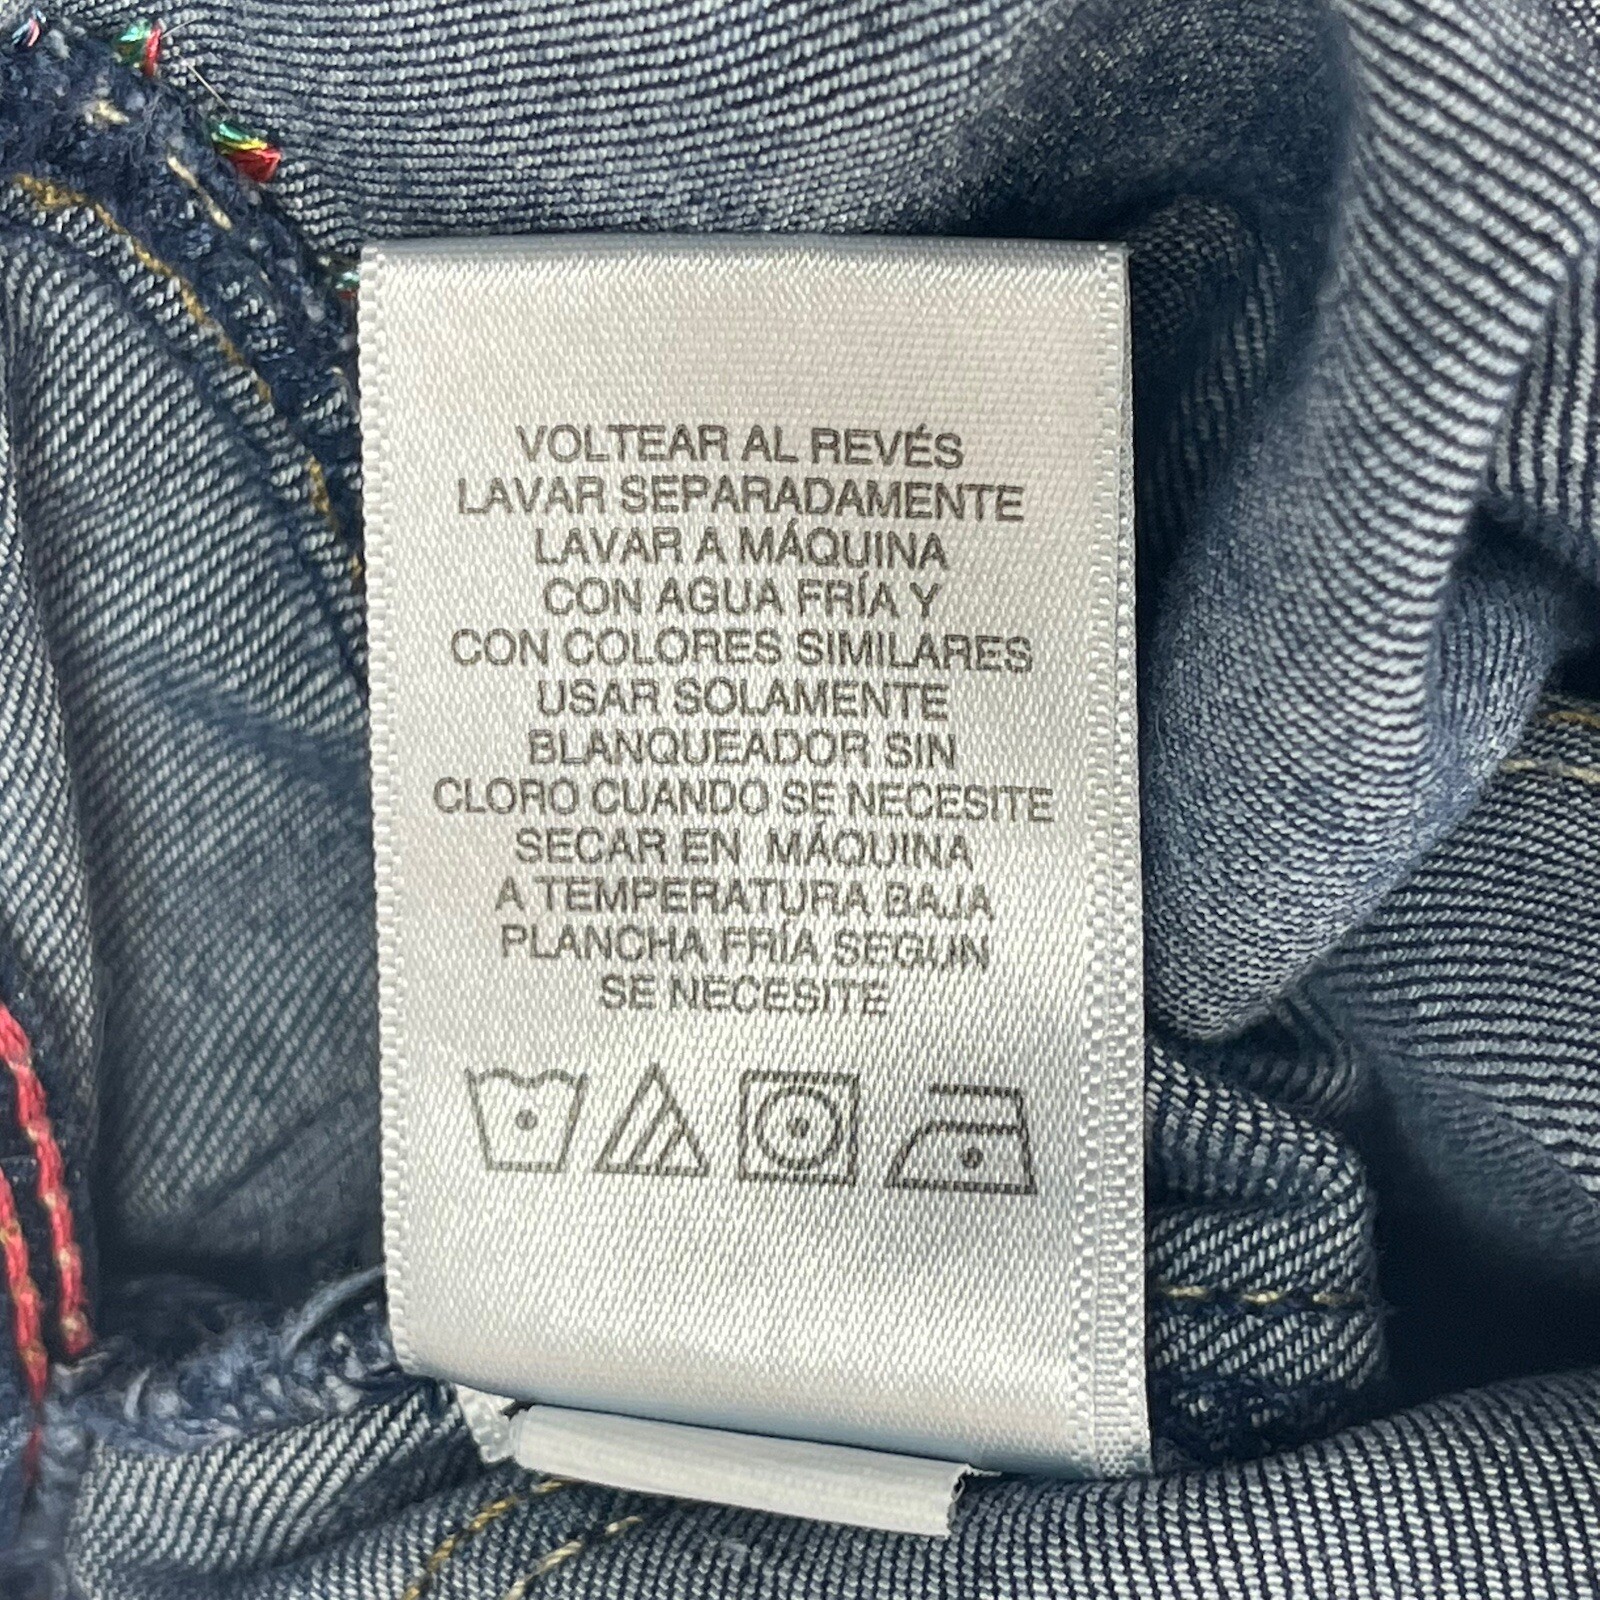 VOLTEAR AL REVÉS
LAVAR SEPARADAMENTE
LAVAR A MÁQUINA
CON AGUA FRÍA Y
CON COLORES SIMILARES
USAR SOLAMENTE
BLANQUEADOR SIN
CLORO CUANDO SE NECESITE
SECAR EN MÁQUINA
A TEMPERATURA BAJA
PLANCHA FRÍA SEGUN
SE NECESITE